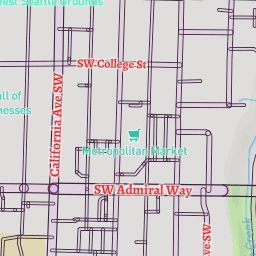 West Seattle Grounds
SW College St
all of
nesses
California Ave SW
Metropolitan Market
SW Admiral Way
Ave SW
Creek